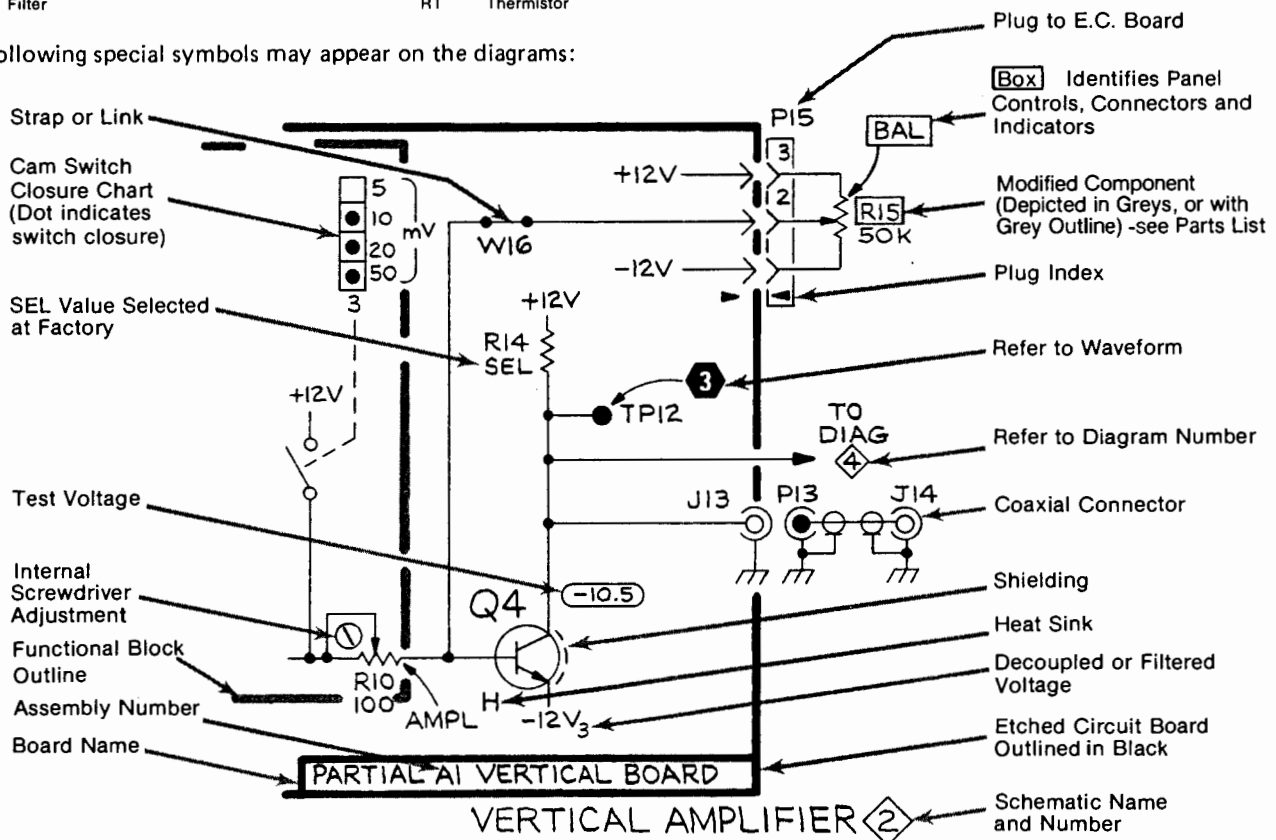 Filter
RT Thermistor
ollowing special symbols may appear on the diagrams:
Plug to E.C. Board
Box Identifies Panel
Controls, Connectors and
Indicators
Modified Component
(Depicted in Greys, or with
Grey Outline) -see Parts List
Plug Index
Refer to Waveform
Refer to Diagram Number
Coaxial Connector
Shielding
Heat Sink
Decoupled or Filtered
Voltage
Etched Circuit Board
Outlined in Black
Schematic Name
and Number
Strap or Link
Cam Switch
Closure Chart
(Dot indicates
switch closure)
SEL Value Selected
at Factory
Test Voltage
Internal
Screwdriver
Adjustment
Functional Block
Outline
Assembly Number
Board Name
5
10
20
50
mV
3
+12V
W16
+12V
R14
SEL
+12V
-12V
P15
3
2
BAL
R15
50K
3
TP12
TO
DIAG
4
J13
P13
J14
-10.5
Q4
R10
100
AMPL
H
-12V3
PARTIAL A1 VERTICAL BOARD
VERTICAL AMPLIFIER 2